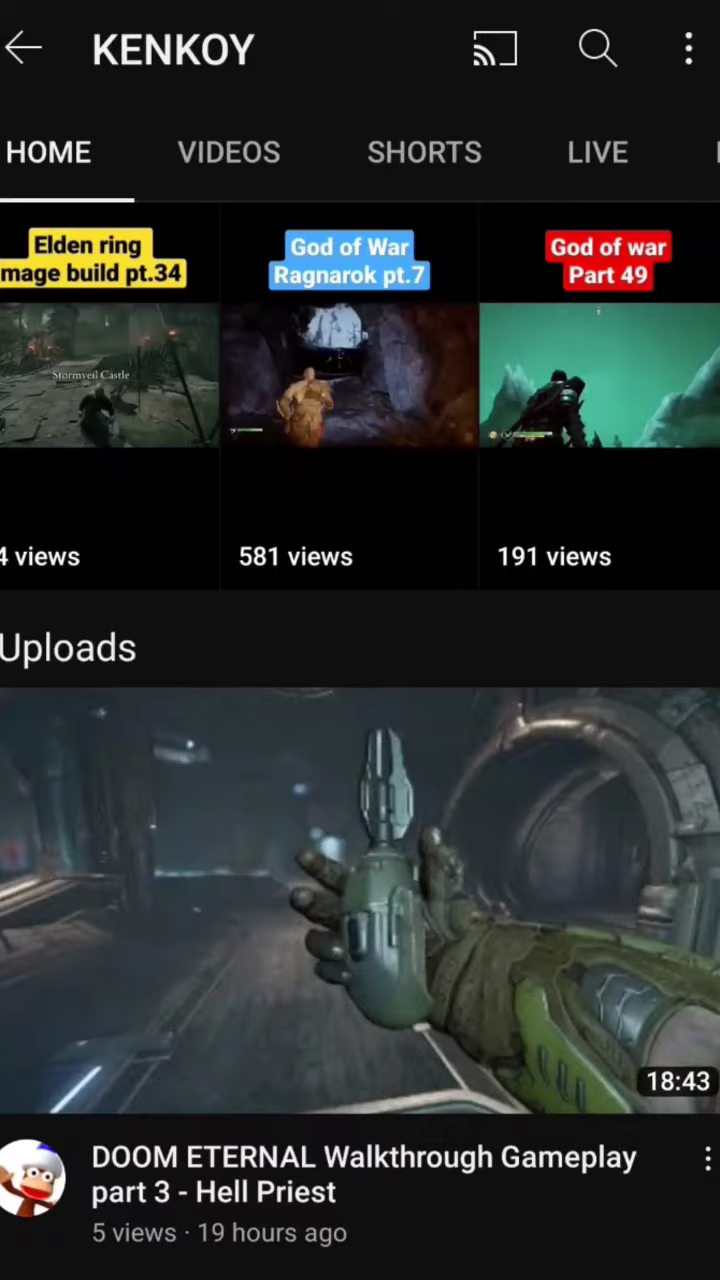 KENKOY
HOME VIDEOS SHORTS LIVE
Elden ring
mage build pt.34
God of War
Ragnarok pt.7
God of war
Part 49
Stormveil Castle
4 views
581 views
191 views
Uploads
18:43
DOOM ETERNAL Walkthrough Gameplay
part 3 - Hell Priest
5 views · 19 hours ago